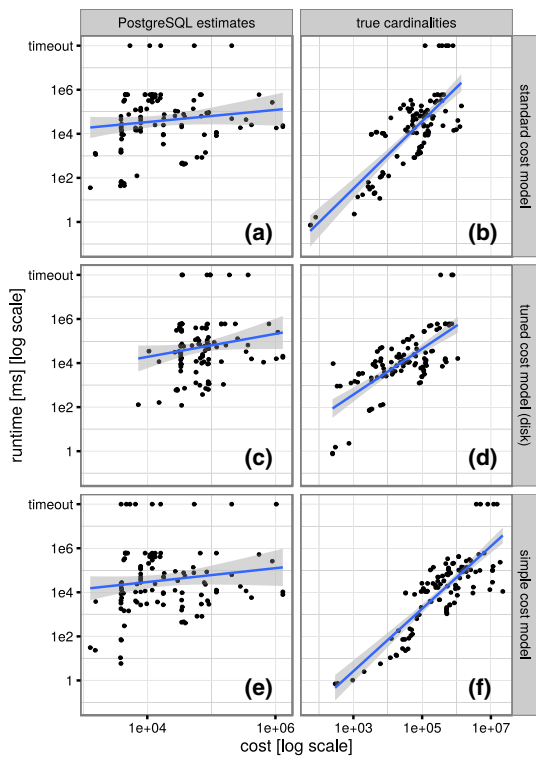 PostgreSQL estimates
true cardinalities
timeout
1e6
1e4
1e2
1
(a)
(b)
standard cost model
timeout
1e6
1e4
1e2
1
(c)
(d)
tuned cost model (disk)
timeout
1e6
1e4
1e2
1
(e)
(f)
simple cost model
runtime [ms] [log scale]
1e+04
1e+06
1e+03
1e+05
1e+07
cost [log scale]